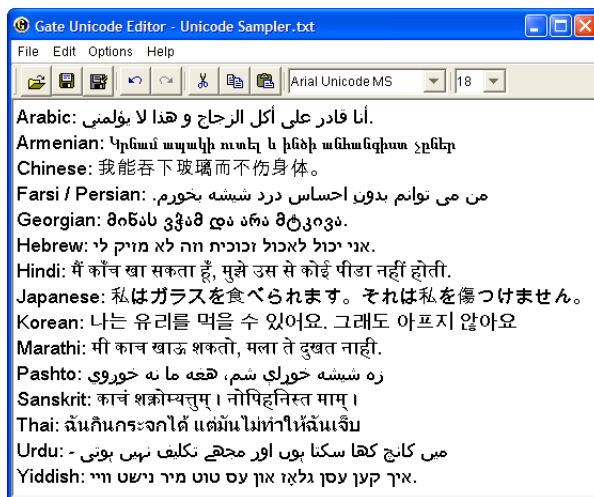 Gate Unicode Editor - Unicode Sampler.txt
File Edit Options Help
Arial Unicode MS 18
Arabic: أنا قادر على أكل الزجاج و هذا لا يؤلمني.
Armenian: Կրնամ ապակի ուտել և ինծի անհանգիստ չըներ
Chinese: 我能吞下玻璃而不伤身体。
Farsi / Persian: .من می توانم بدونِ احساس درد شيشه بخورم
Georgian: მინას ვჭამ და არა მტკივა.
Hebrew: אני יכול לאכול זכוכית וזה לא מזיק לי.
Hindi: मैं काँच खा सकता हूँ, मुझे उस से कोई पीडा नहीं होती.
Japanese: 私はガラスを食べられます。それは私を傷つけません。
Korean: 나는 유리를 먹을 수 있어요. 그래도 아프지 않아요
Marathi: मी काच खाऊ शकतो, मला ते दुखत नाही.
Pashto: زه شيشه خوړلې شم، هغه ما نه خوږوي
Sanskrit: काचं शक्नोम्यत्तुम् । नोपहिनस्ति माम् ।
Thai: ฉันกินกระจกได้ แต่มันไม่ทำให้ฉันเจ็บ
Urdu: میں کانچ کھا سکتا ہوں اور مجھے تکلیف نہیں ہوتی -
Yiddish: איך קען עסן גלאָז און עס טוט מיר נישט װײ.